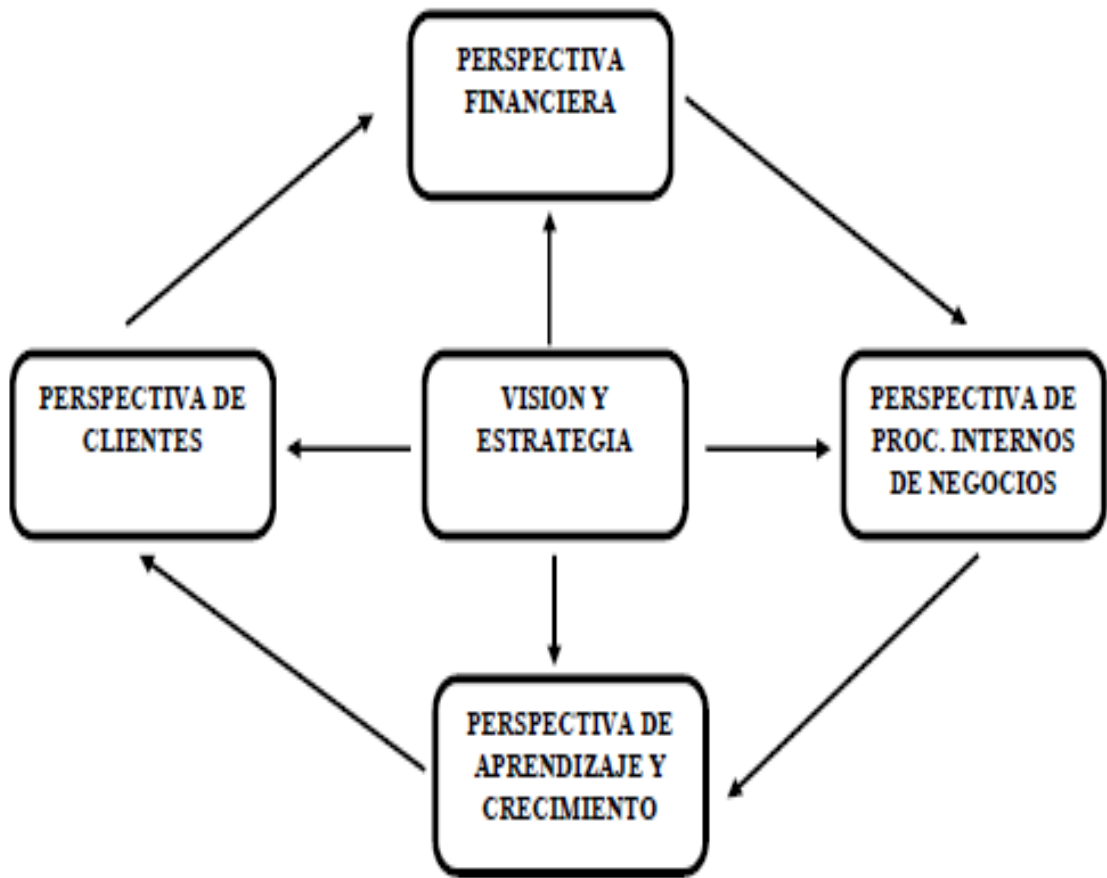 PERSPECTIVA
FINANCIERA
PERSPECTIVA DE
CLIENTES
VISION Y
ESTRATEGIA
PERSPECTIVA DE
PROC. INTERNOS
DE NEGOCIOS
PERSPECTIVA DE
APRENDIZAJE Y
CRECIMIENTO